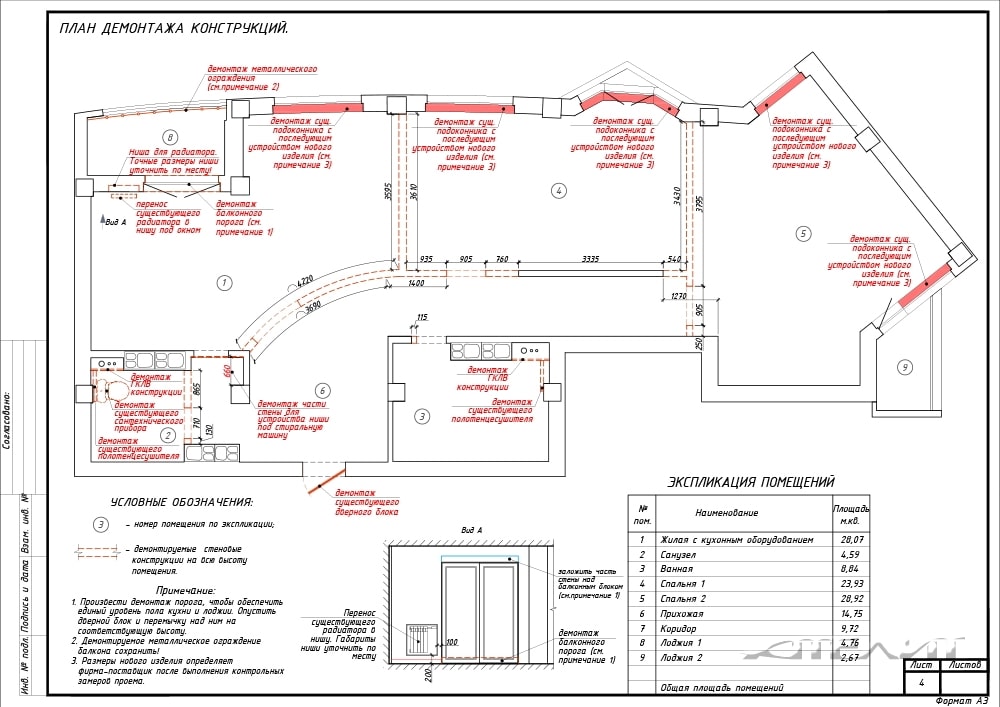 ПЛАН ДЕМОНТАЖА КОНСТРУКЦИЙ.
демонтаж металлического
ограждения
(см.примечание 2)
8
Ниша для радиатора.
Точные размеры ниши
уточнить по месту!
Вид А
перенос
существующего
радиатора в
нишу под окном
демонтаж
балконного
порога (см.
примечание 1)
демонтаж сущ.
подоконника с
последующим
устройством нового
изделия (см.
примечание 3)
демонтаж сущ.
подоконника с
последующим
устройством нового
изделия (см.
примечание 3)
демонтаж сущ.
подоконника с
последующим
устройством нового
изделия (см.
примечание 3)
демонтаж сущ.
подоконника с
последующим
устройством нового
изделия (см.
примечание 3)
демонтаж сущ.
подоконника с
последующим
устройством нового
изделия (см.
примечание 3)
3595
3610
3430
3795
4
5
1
4220
3690
935
905
760
3335
540
1400
1270
905
250
115
9
демонтаж
ГКЛВ
конструкции
демонтаж
существующего
сантехнического
прибора
2
демонтаж
существующего
полотенцесушителя
865
710
130
660
демонтаж части
стены для
устройства ниши
под стиральную
машину
6
3
демонтаж
ГКЛВ
конструкции
демонтаж
существующего
полотенцесушителя
демонтаж
существующего
дверного блока
УСЛОВНЫЕ ОБОЗНАЧЕНИЯ:
3
– номер помещения по экспликации;
– демонтируемые стеновые
конструкции на всю высоту
помещения.
Примечание:
1. Произвести демонтаж порога, чтобы обеспечить
единый уровень пола кухни и лоджии. Опустить
дверной блок и перемычку над ним на
соответствующую высоту.
2. Демонтируемое металлическое ограждение
балкона сохранить!
3. Размеры нового изделия определяет
фирма-поставщик после выполнения контрольных
замеров проема.
Вид А
Перенос
существующего
радиатора в
нишу. Габариты
ниши уточнить по
месту
100
200
заложить часть
стены над
балконным блоком
(см.примечание 1)
демонтаж
балконного
порога (см.
примечание 1)
ЭКСПЛИКАЦИЯ ПОМЕЩЕНИЙ
№ пом. Наименование Площадь м.кв.
1 Жилая с кухонным оборудованием 28,07
2 Санузел 4,59
3 Ванная 8,84
4 Спальня 1 23,93
5 Спальня 2 28,92
6 Прихожая 14,75
7 Коридор 9,72
8 Лоджия 1 4,76
9 Лоджия 2 2,67
Общая площадь помещений
Лист Листов
4
Формат А3
Согласовано:
Взам. инв. №
Подпись и дата
Инв. № подл.